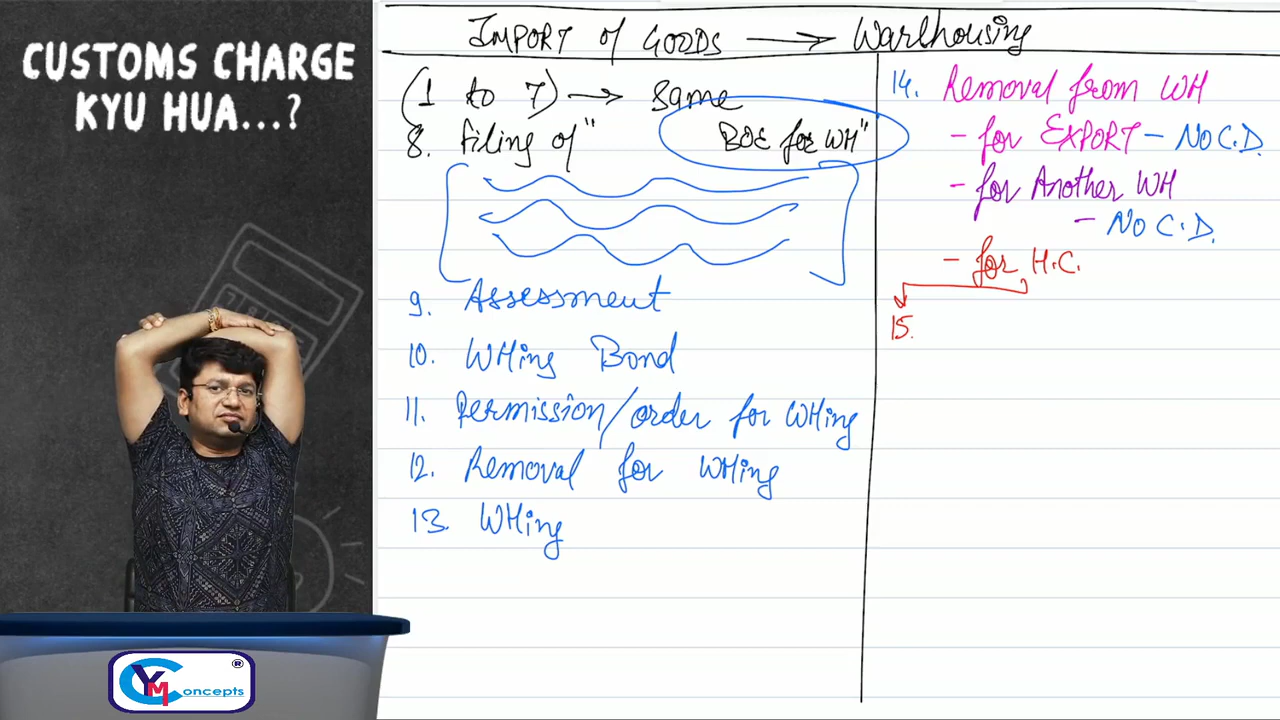 CUSTOMS CHARGE
KYU HUA...?
IMPORT of GOODS → Warehousing
(1 to 7) → same
8. Filing of " BOE for WH"
9. Assessment
10. WHing Bond
11. Permission/order for WHing
12. Removal for WHing
13. WHing
14. Removal from WH
- for EXPORT - NO C.D.
- for Another WH
- NO C.D.
- for H.C.
15.
YMC oncepts ®